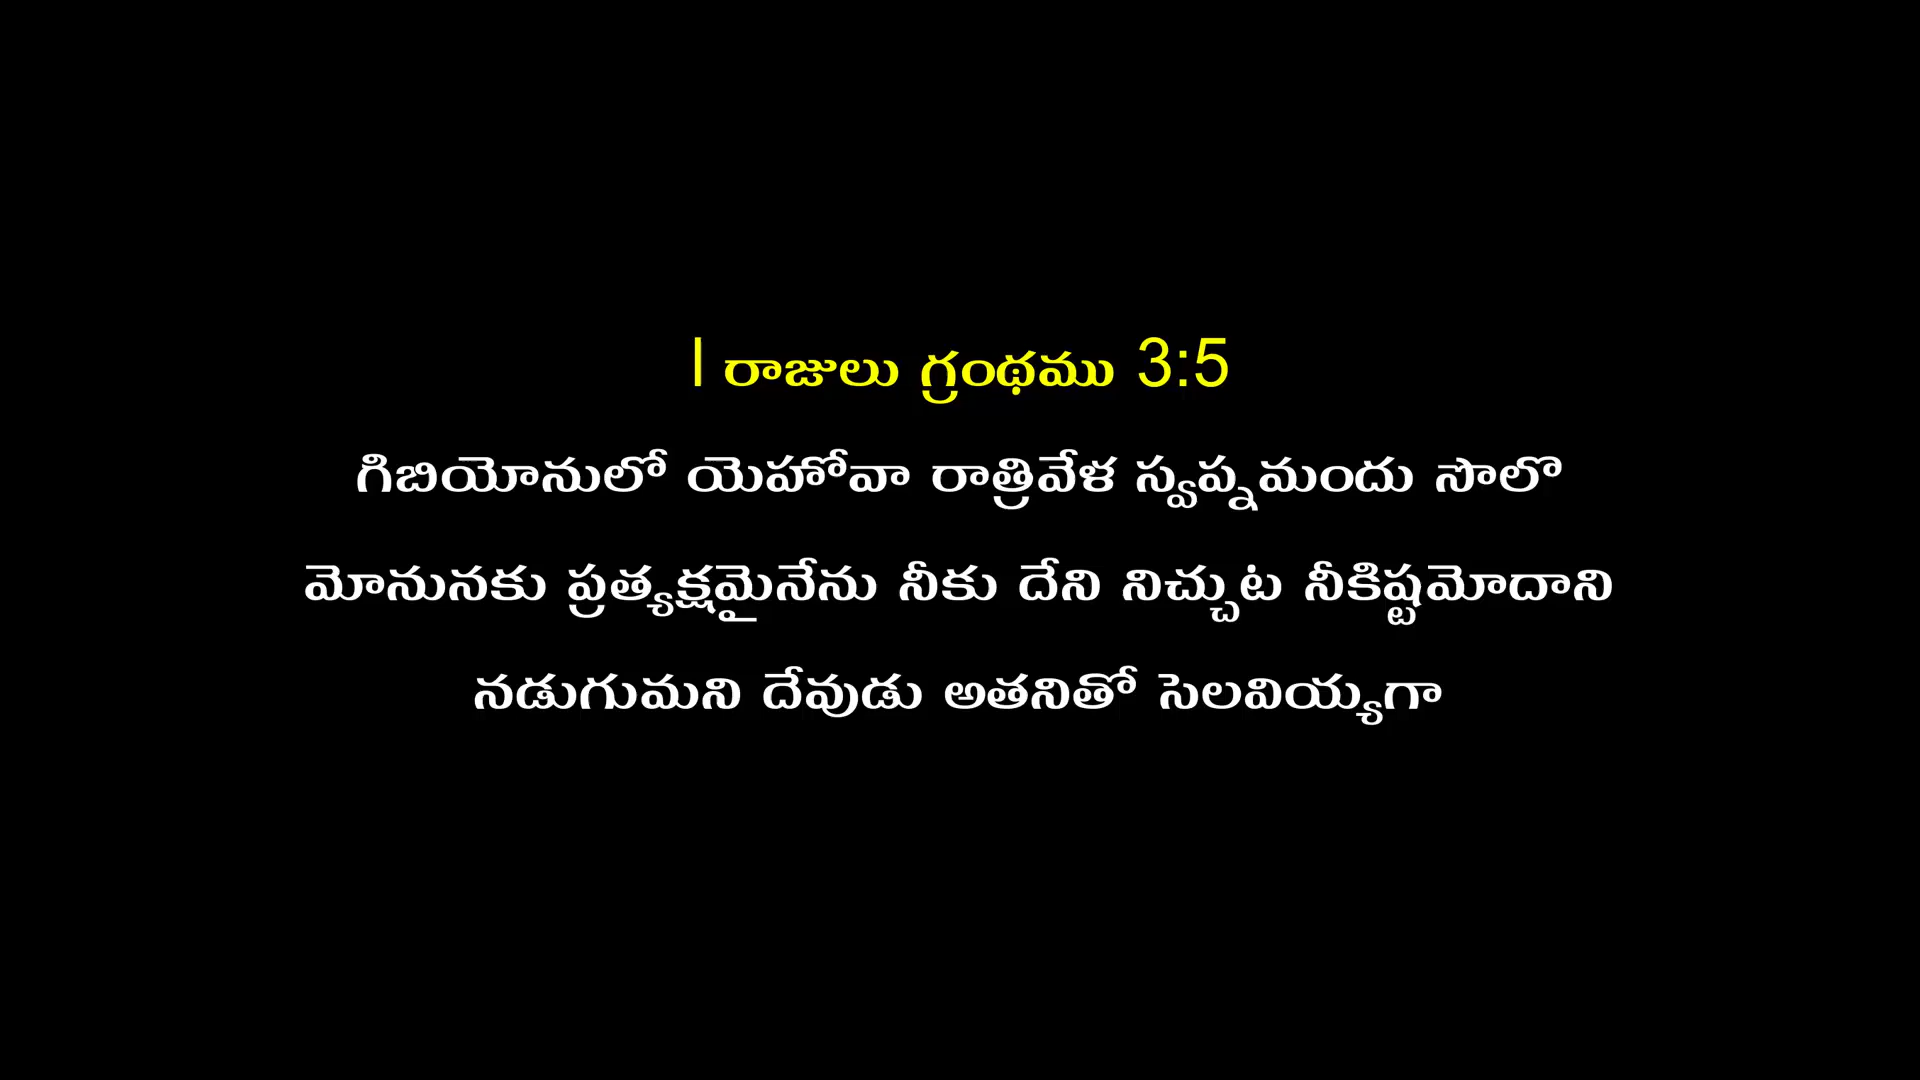 I రాజులు గ్రంథము 3:5
గిబియోనులో యెహోవా రాత్రివేళ స్వప్నమందు సొలొ
మోనునకు ప్రత్యక్షమైనేను నీకు దేని నిచ్చుట నీకిష్టమోదాని
నడుగుమని దేవుడు అతనితో సెలవియ్యగా